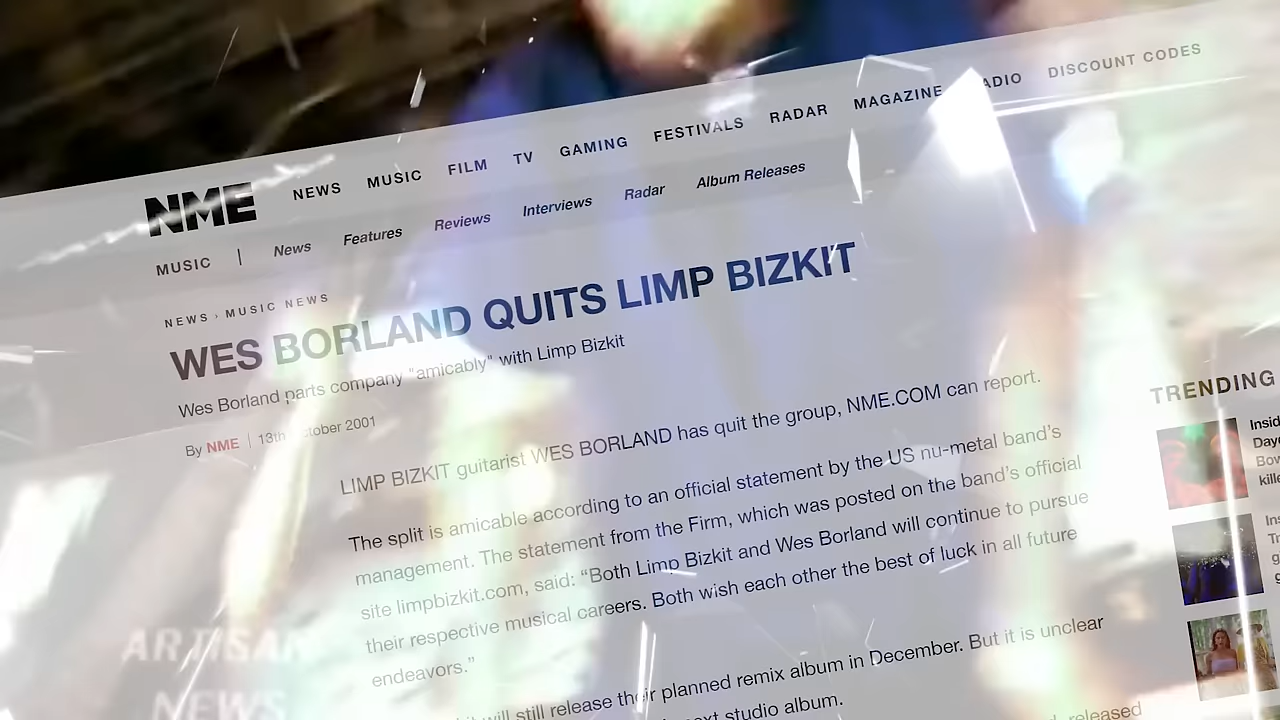 NME NEWS MUSIC FILM TV GAMING FESTIVALS RADAR MAGAZINE DISCOUNT CODES
MUSIC | News Features Reviews Interviews Radar Album Releases
NEWS › MUSIC NEWS
WES BORLAND QUITS LIMP BIZKIT
Wes Borland parts company "amicably" with Limp Bizkit
By NME | 13th October 2001
LIMP BIZKIT guitarist WES BORLAND has quit the group, NME.COM can report.
The split is amicable according to an official statement by the US nu-metal band’s
management. The statement from the Firm, which was posted on the band’s official
site limpbizkit.com, said: “Both Limp Bizkit and Wes Borland will continue to pursue
their respective musical careers. Both wish each other the best of luck in all future
endeavors.”
will still release their planned remix album in December. But it is unclear
next studio album.
released
TRENDING
ARTISAN
NEWS